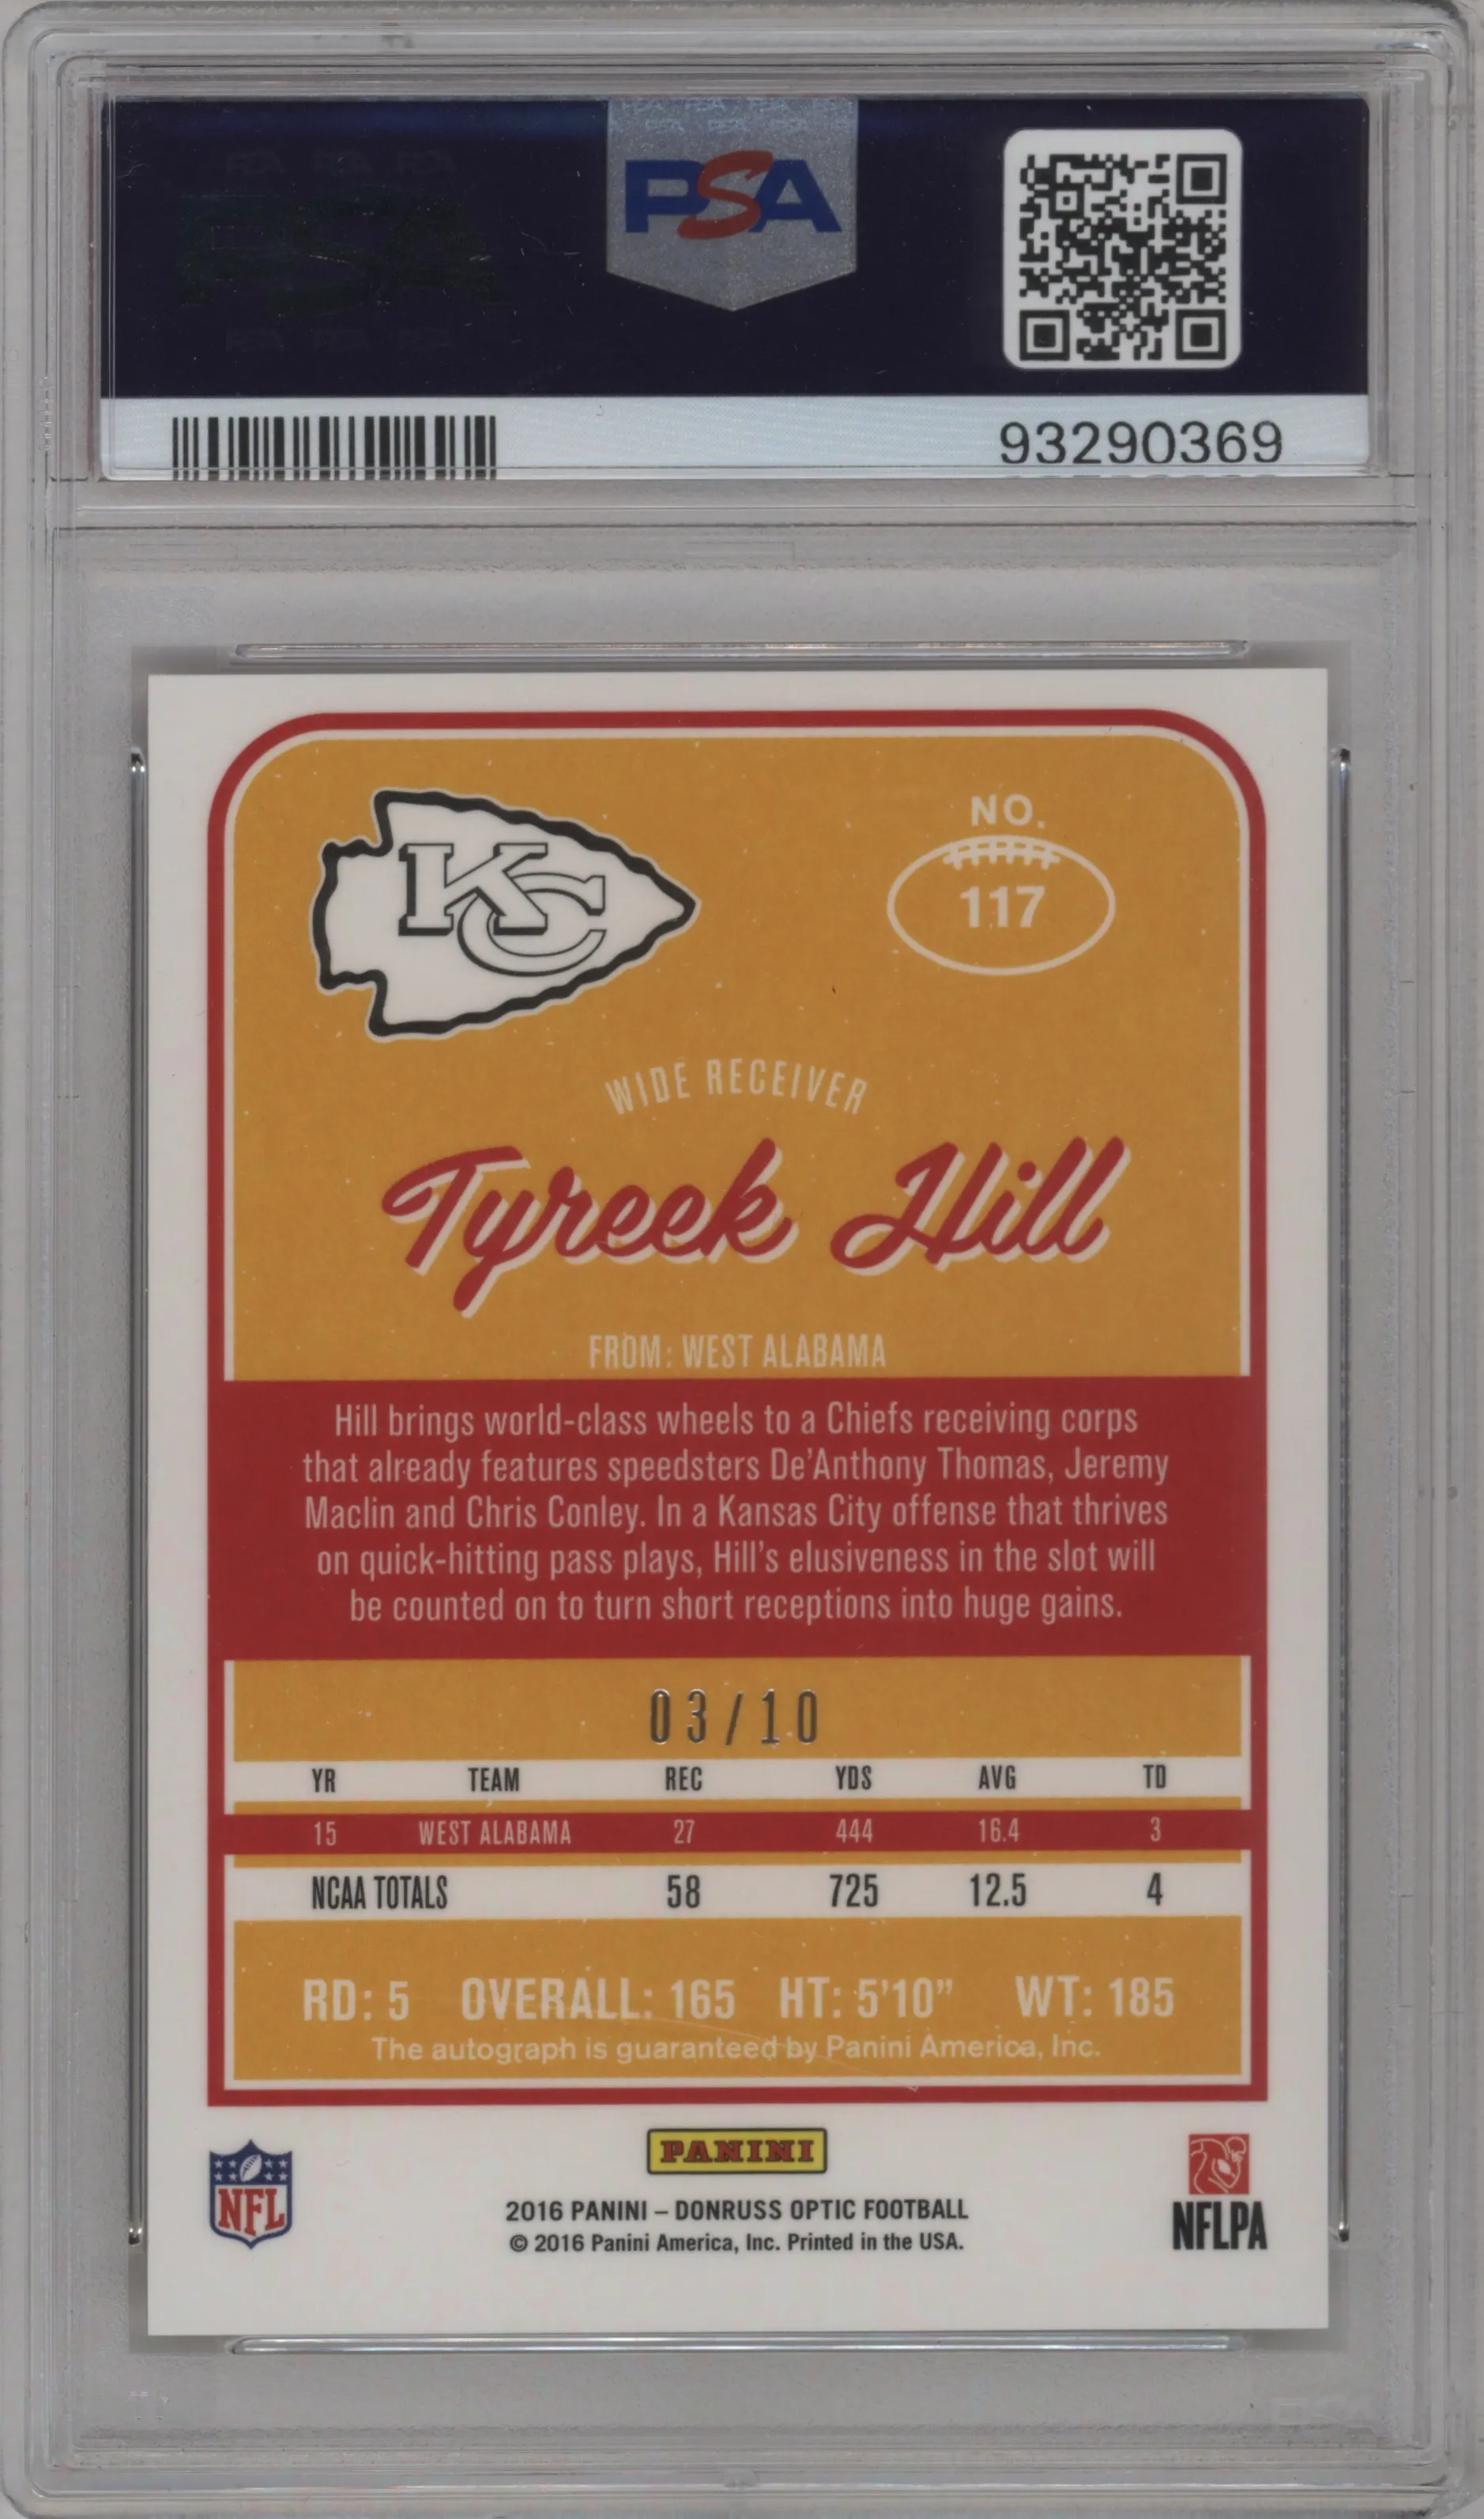 PSA
93290369
KC
NO.
117
WIDE RECEIVER
Tyreek Hill
FROM: WEST ALABAMA
Hill brings world-class wheels to a Chiefs receiving corps
that already features speedsters De'Anthony Thomas, Jeremy
Maclin and Chris Conley. In a Kansas City offense that thrives
on quick-hitting pass plays, Hill's elusiveness in the slot will
be counted on to turn short receptions into huge gains.
03/10
YR TEAM REC YDS AVG TD
15 WEST ALABAMA 27 444 16.4 3
NCAA TOTALS 58 725 12.5 4
RD: 5 OVERALL: 165 HT: 5'10” WT: 185
The autograph is guaranteed by Panini America, Inc.
NFL
PANINI
2016 PANINI – DONRUSS OPTIC FOOTBALL
© 2016 Panini America, Inc. Printed in the USA.
NFLPA